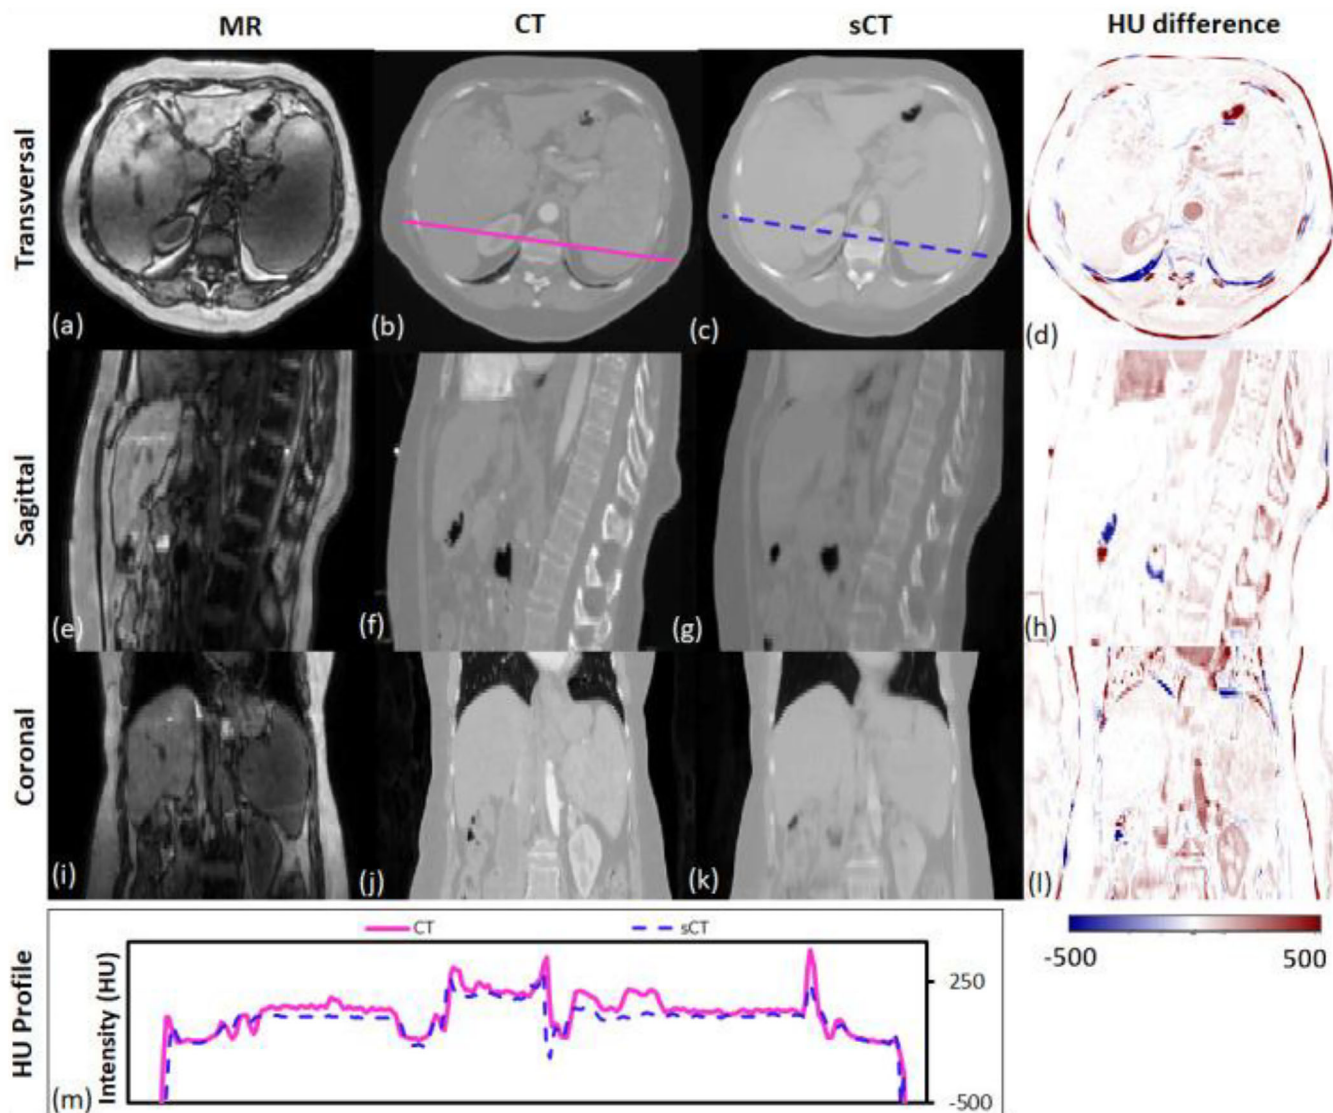 MR CT sCT HU difference
Transversal
(a) (b) (c) (d)
Sagittal
(e) (f) (g) (h)
Coronal
(i) (j) (k) (l)
-500 500
HU Profile
CT sCT
Intensity (HU)
250
-500
(m)